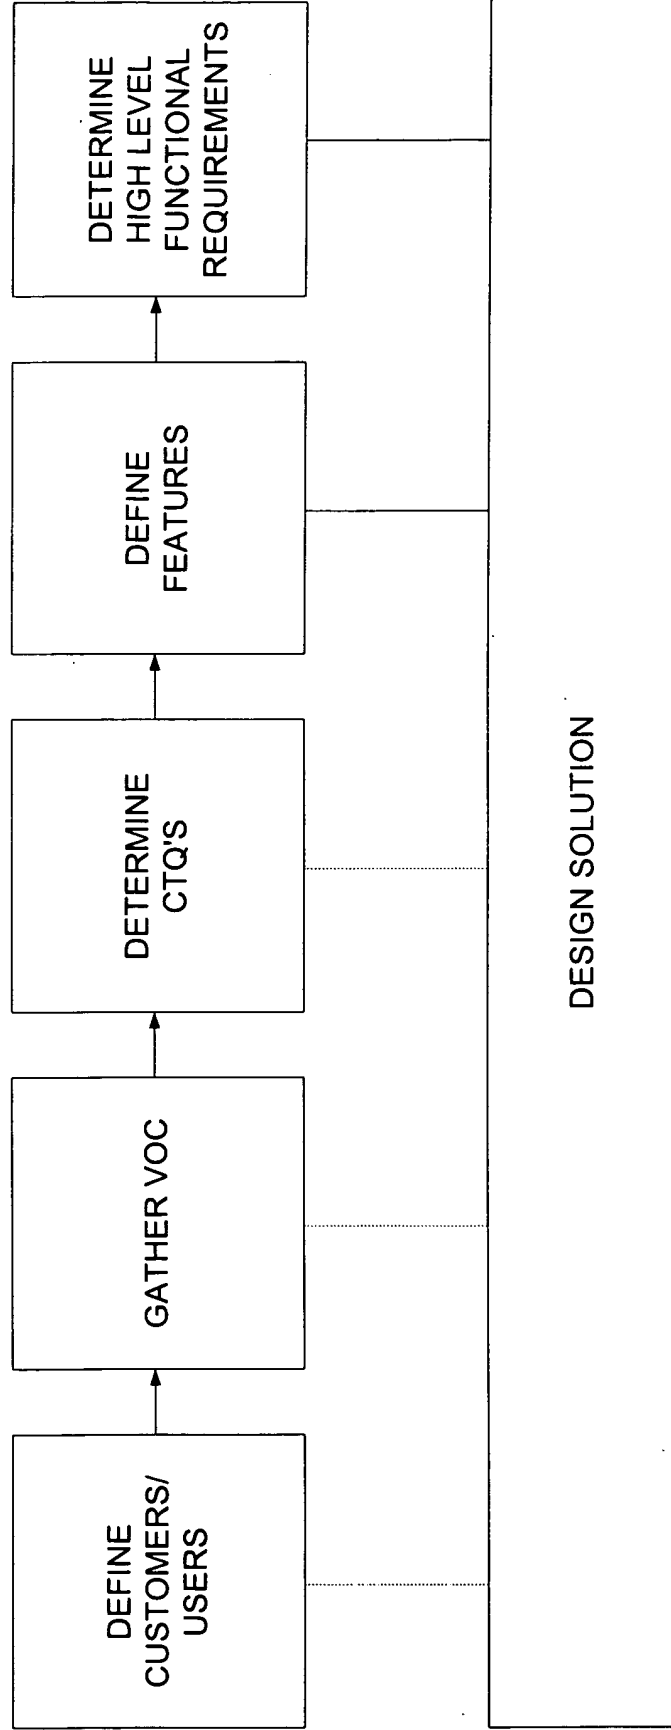 DEFINE
CUSTOMERS/
USERS
GATHER VOC
DETERMINE
CTQ'S
DEFINE
FEATURES
DETERMINE
HIGH LEVEL
FUNCTIONAL
REQUIREMENTS
DESIGN SOLUTION